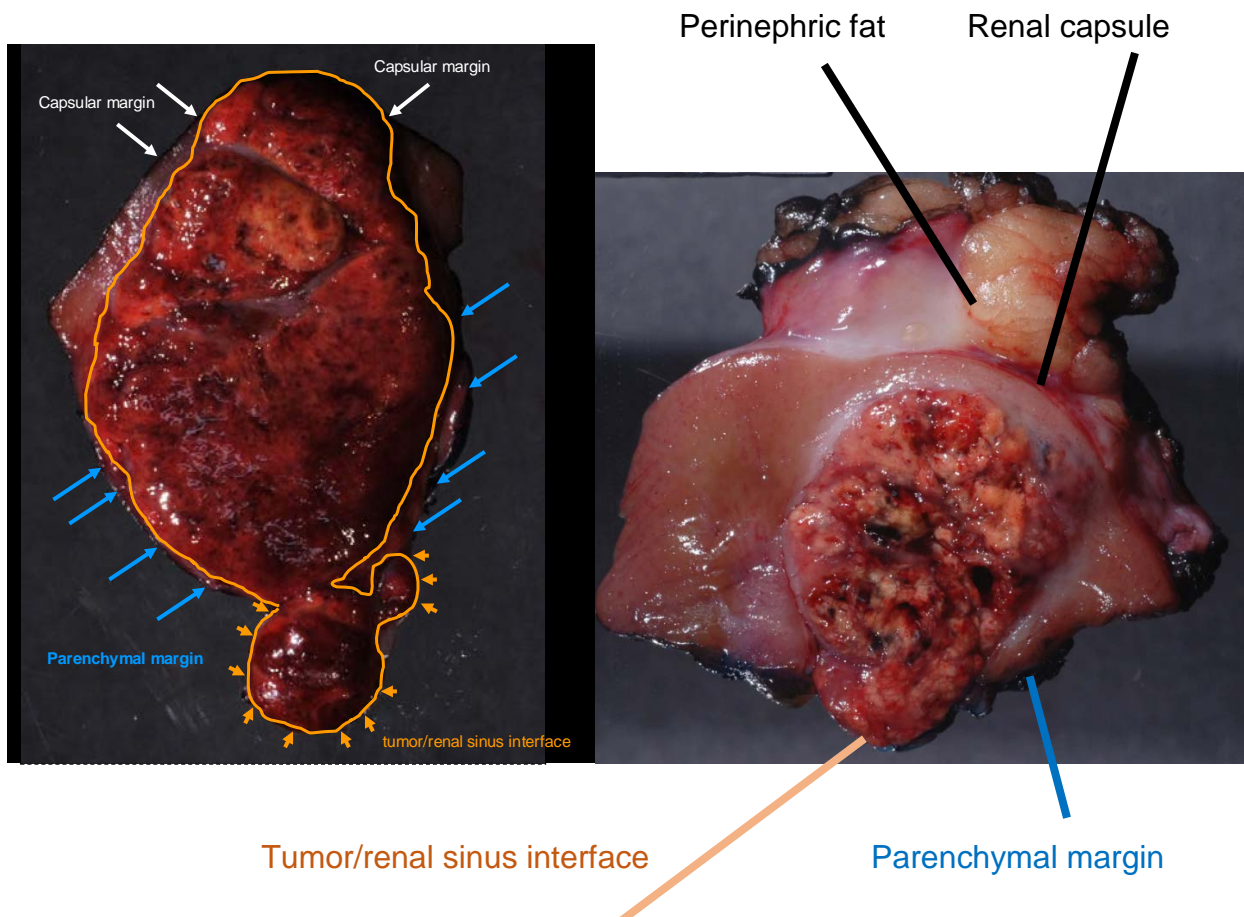 Perinephric fat
Renal capsule
Capsular margin
Capsular margin
Parenchymal margin
tumor/renal sinus interface
Tumor/renal sinus interface
Parenchymal margin